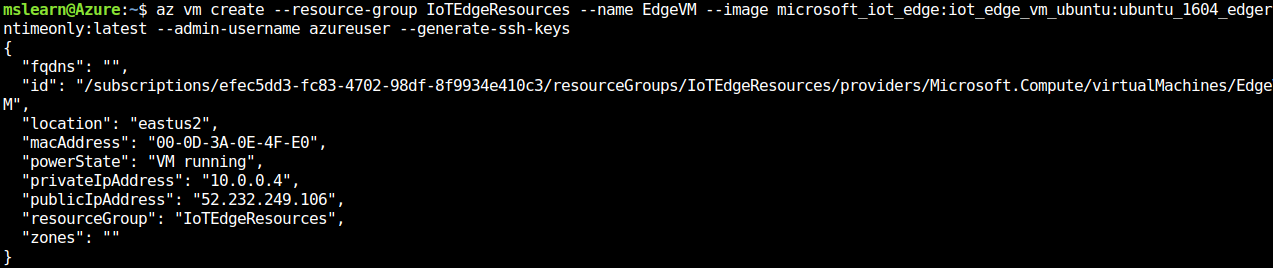 mslearn@Azure:~$ az vm create --resource-group IoTEdgeResources --name EdgeVM --image microsoft_iot_edge:iot_edge_vm_ubuntu:ubuntu_1604_edger
ntimeonly:latest --admin-username azureuser --generate-ssh-keys
{
  "fqdns": "",
  "id": "/subscriptions/efec5dd3-fc83-4702-98df-8f9934e410c3/resourceGroups/IoTEdgeResources/providers/Microsoft.Compute/virtualMachines/Edge
M",
  "location": "eastus2",
  "macAddress": "00-0D-3A-0E-4F-E0",
  "powerState": "VM running",
  "privateIpAddress": "10.0.0.4",
  "publicIpAddress": "52.232.249.106",
  "resourceGroup": "IoTEdgeResources",
  "zones": ""
}